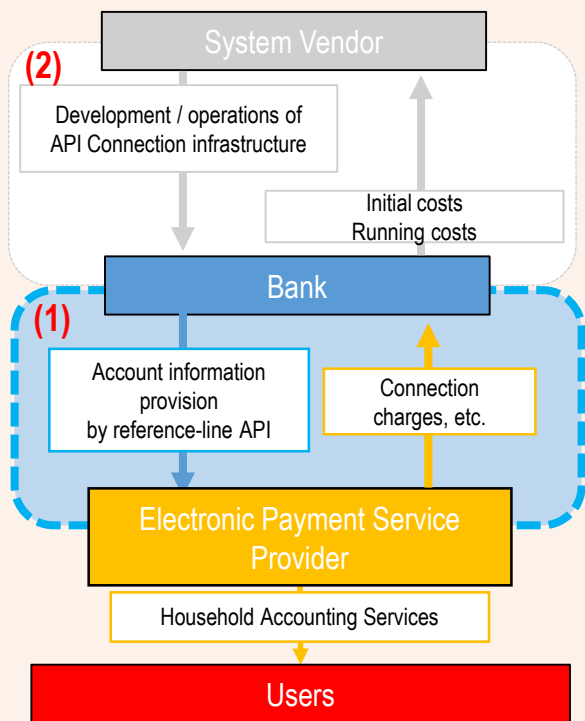 System Vendor
(2)
Development / operations of
API Connection infrastructure
Initial costs
Running costs
Bank
(1)
Account information
provision
by reference-line API
Connection
charges, etc.
Electronic Payment Service
Provider
Household Accounting Services
Users